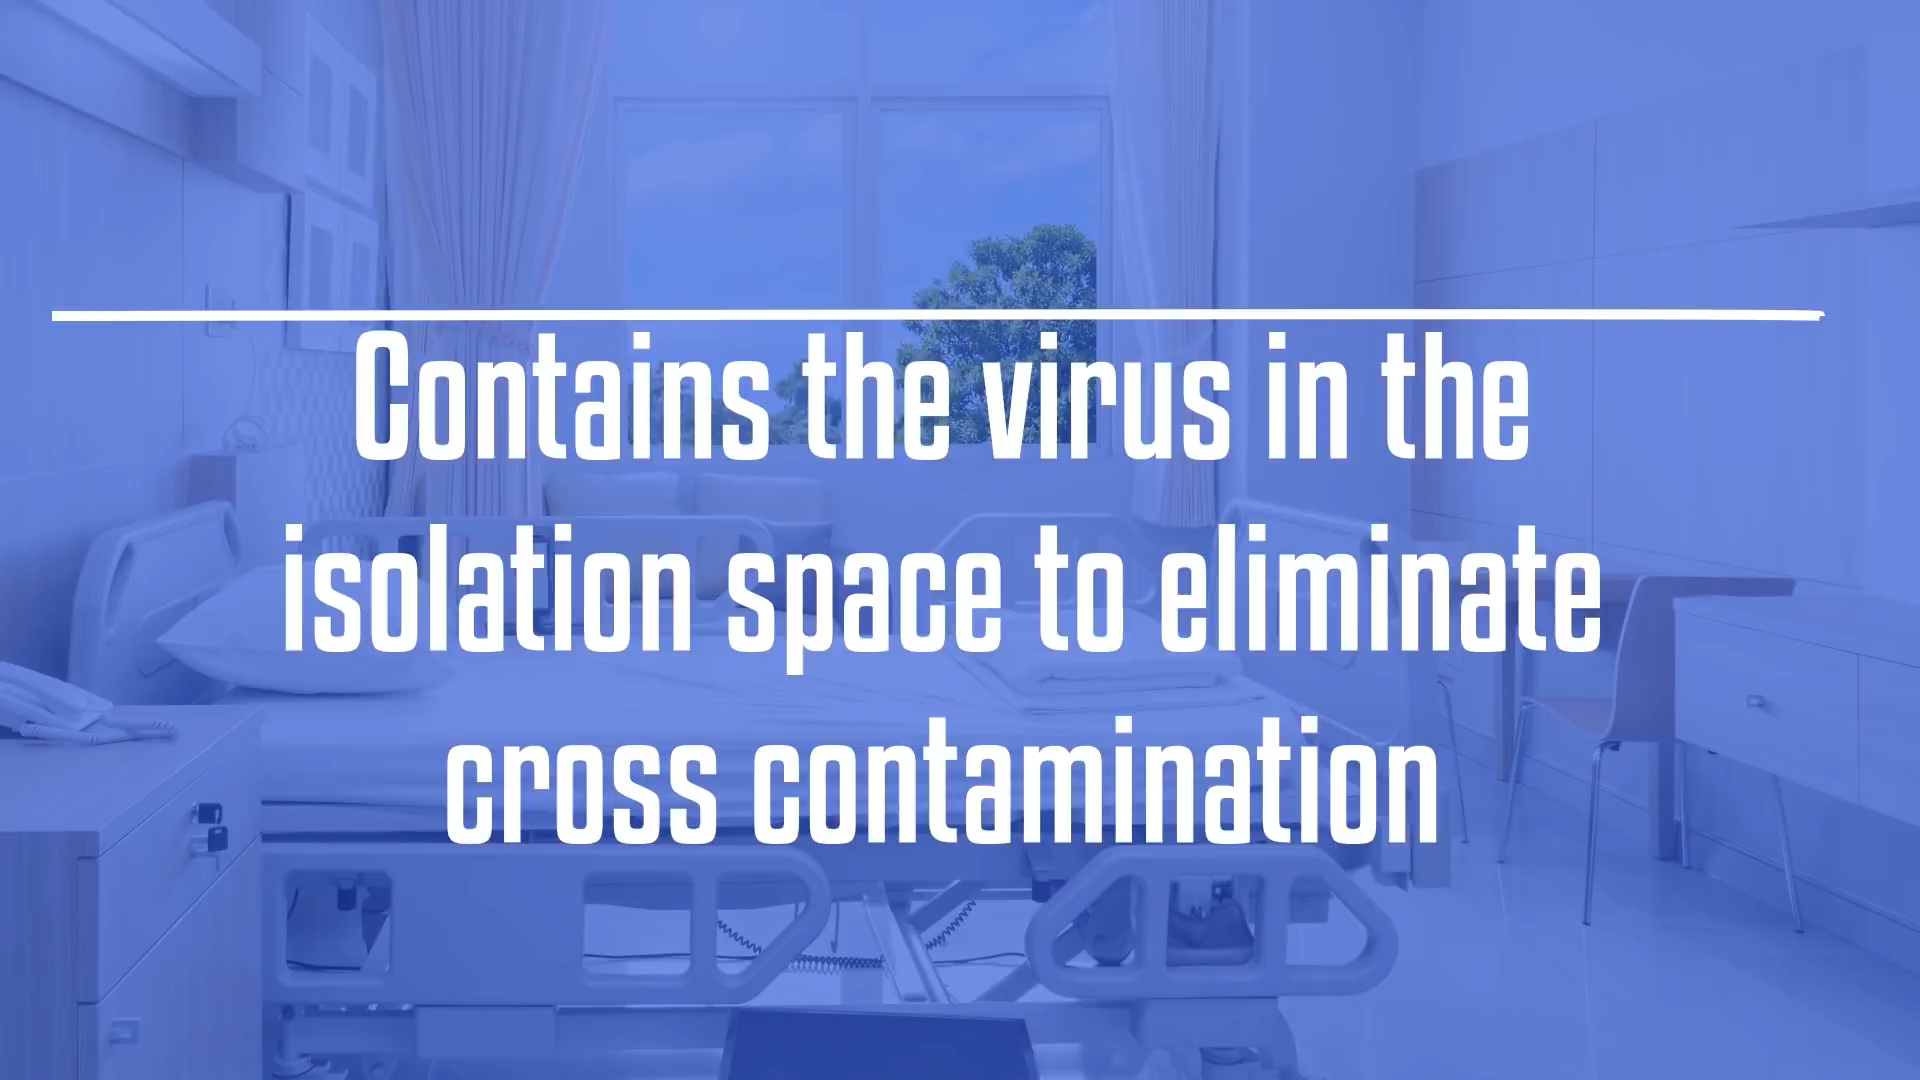 Contains the virus in the
isolation space to eliminate
cross contamination